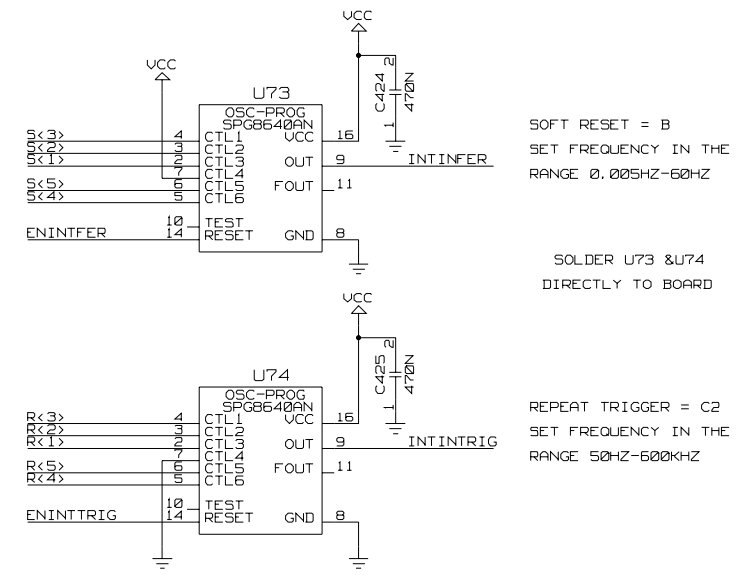 VCC
VCC
U73
OSC-PROG
SPG8640AN
C424
470N
2
1
S<3> 4 CTL1 VCC 16
S<2> 3 CTL2
S<1> 2 CTL3 OUT 9 INTINFER
7 CTL4
S<5> 6 CTL5 FOUT 11
S<4> 5 CTL6
10 TEST
ENINTFER 14 RESET GND 8
SOFT RESET = B
SET FREQUENCY IN THE
RANGE 0,005HZ-60HZ
SOLDER U73 &U74
DIRECTLY TO BOARD
VCC
U74
OSC-PROG
SPG8640AN
C425
470N
2
1
R<3> 4 CTL1 VCC 16
R<2> 3 CTL2
R<1> 2 CTL3 OUT 9 INTINTRIG
7 CTL4
R<5> 6 CTL5 FOUT 11
R<4> 5 CTL6
10 TEST
ENINTTRIG 14 RESET GND 8
REPEAT TRIGGER = C2
SET FREQUENCY IN THE
RANGE 50HZ-600KHZ